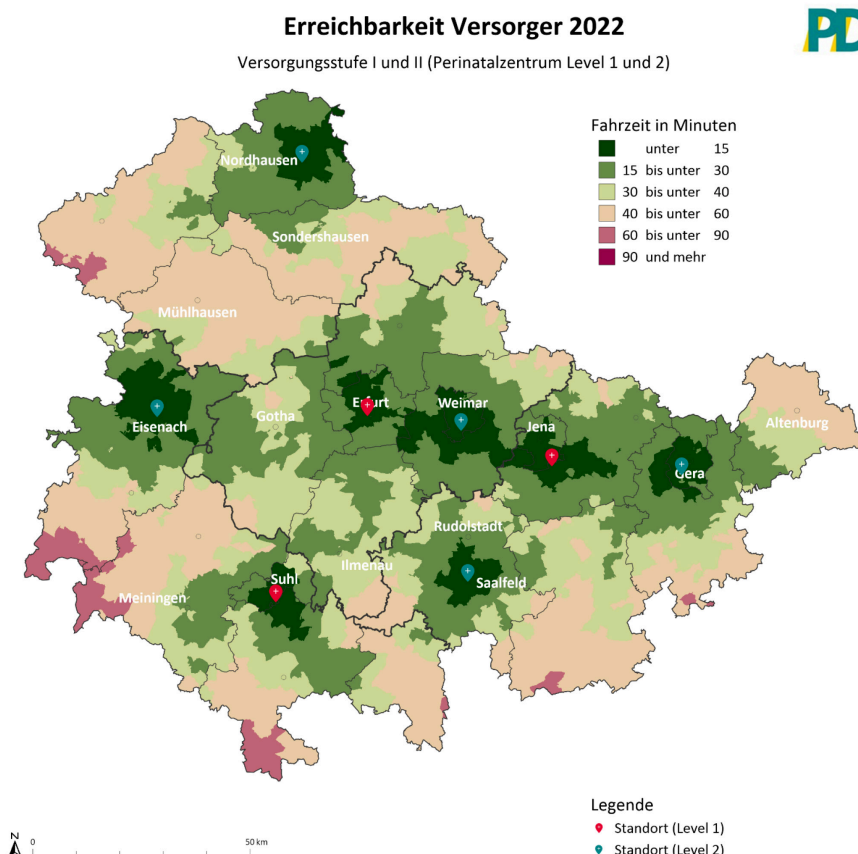 Erreichbarkeit Versorger 2022
PD
Versorgungsstufe I und II (Perinatalzentrum Level 1 und 2)
Fahrzeit in Minuten
unter 15
15 bis unter 30
30 bis unter 40
40 bis unter 60
60 bis unter 90
90 und mehr
Nordhausen
Sondershausen
Mühlhausen
Eisenach
Gotha
Erfurt
Weimar
Jena
Gera
Altenburg
Rudolstadt
Ilmenau
Suhl
Saalfeld
Meiningen
Legende
Standort (Level 1)
Standort (Level 2)
N
0 50 km